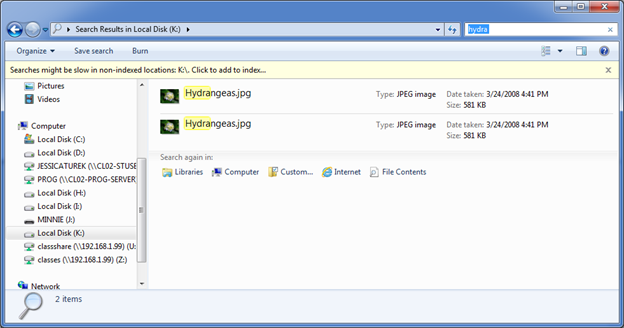 Search Results in Local Disk (K:)
hydra
Organize Save search Burn
Searches might be slow in non-indexed locations: K:\. Click to add to index...
Pictures
Videos
Computer
Local Disk (C:)
Local Disk (D:)
JESSICATUREK (\\CL02-STUSE
PROG (\\CL02-PROG-SERVER)
Local Disk (H:)
Local Disk (I:)
MINNIE (J:)
Local Disk (K:)
classshare (\\192.168.1.99) (U:
classes (\\192.168.1.99) (Z:)
Network
Hydrangeas.jpg Type: JPEG image Date taken: 3/24/2008 4:41 PM
Size: 581 KB
Hydrangeas.jpg Type: JPEG image Date taken: 3/24/2008 4:41 PM
Size: 581 KB
Search again in:
Libraries Computer Custom... Internet File Contents
2 items